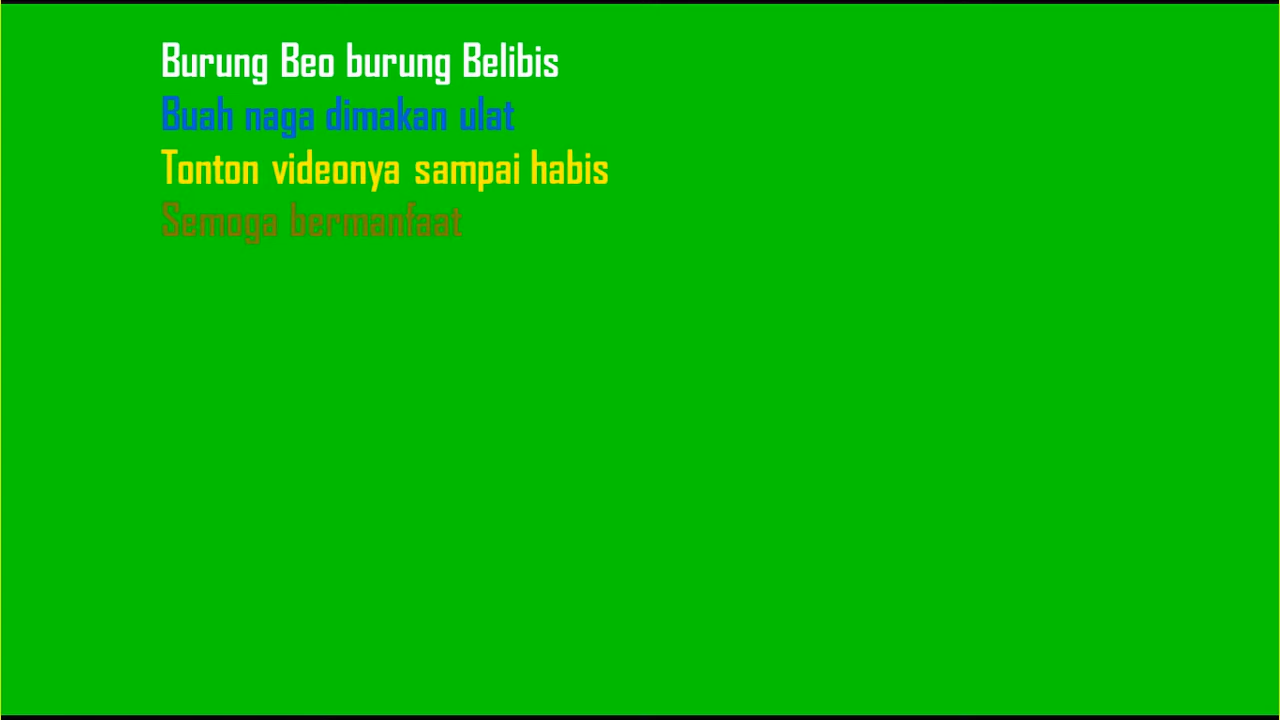 Burung Beo burung Belibis
Buah naga dimakan ulat
Tonton videonya sampai habis
Semoga bermanfaat